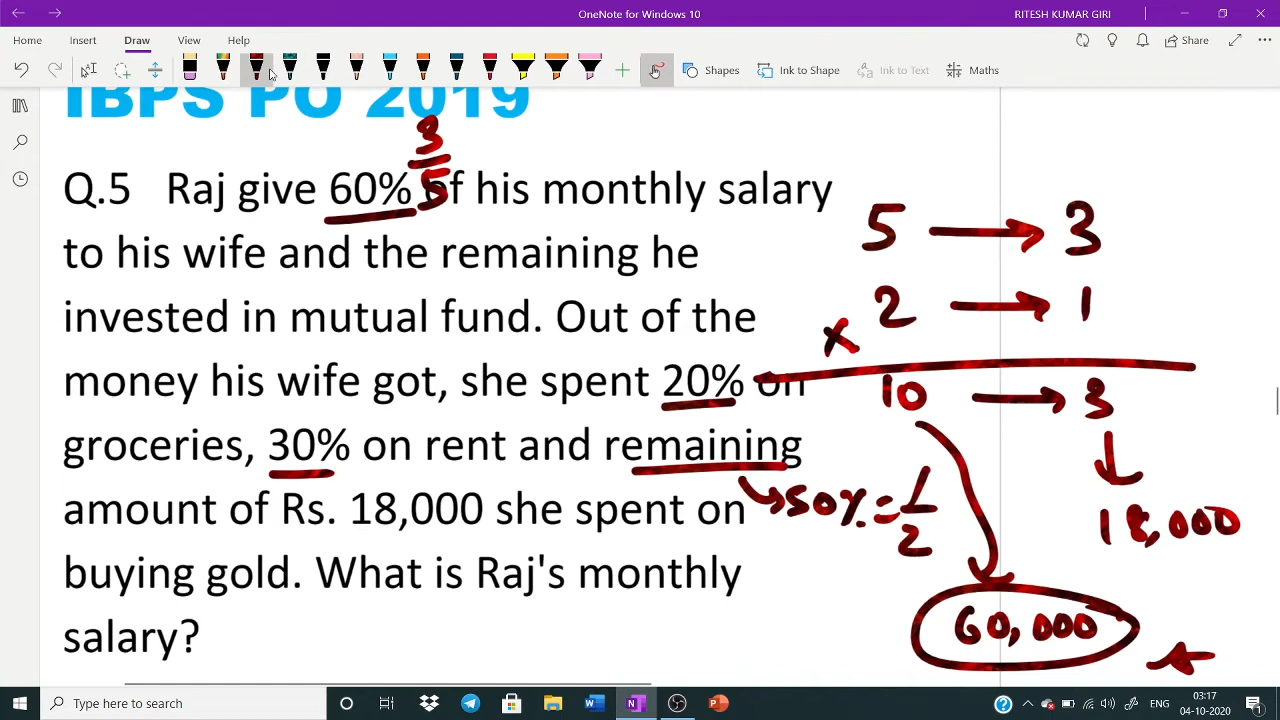 OneNote for Windows 10
RITESH KUMAR GIRI
Home Insert Draw View Help
Share
Shapes Ink to Shape Ink to Text Maths
IBPS PO 2019
3
5
Q.5 Raj give 60% of his monthly salary
to his wife and the remaining he
invested in mutual fund. Out of the
money his wife got, she spent 20% on
groceries, 30% on rent and remaining
amount of Rs. 18,000 she spent on
buying gold. What is Raj's monthly
salary?
5 → 3
2 → 1
×
10 → 3
50% = 1/2
18,000
60,000
Type here to search
ENG
03:17
04-10-2020